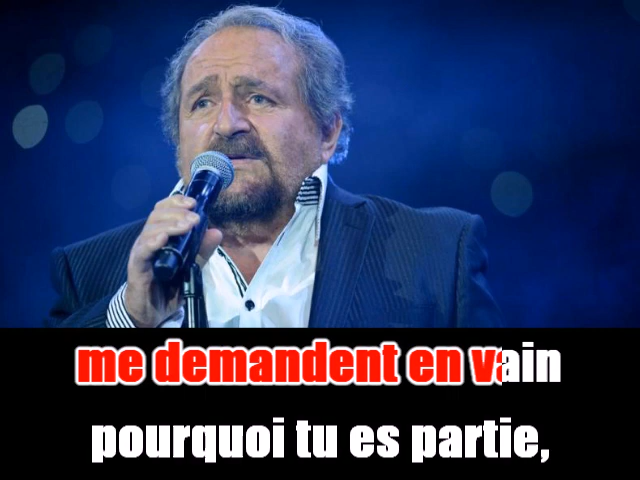 me demandent en vain
pourquoi tu es partie,